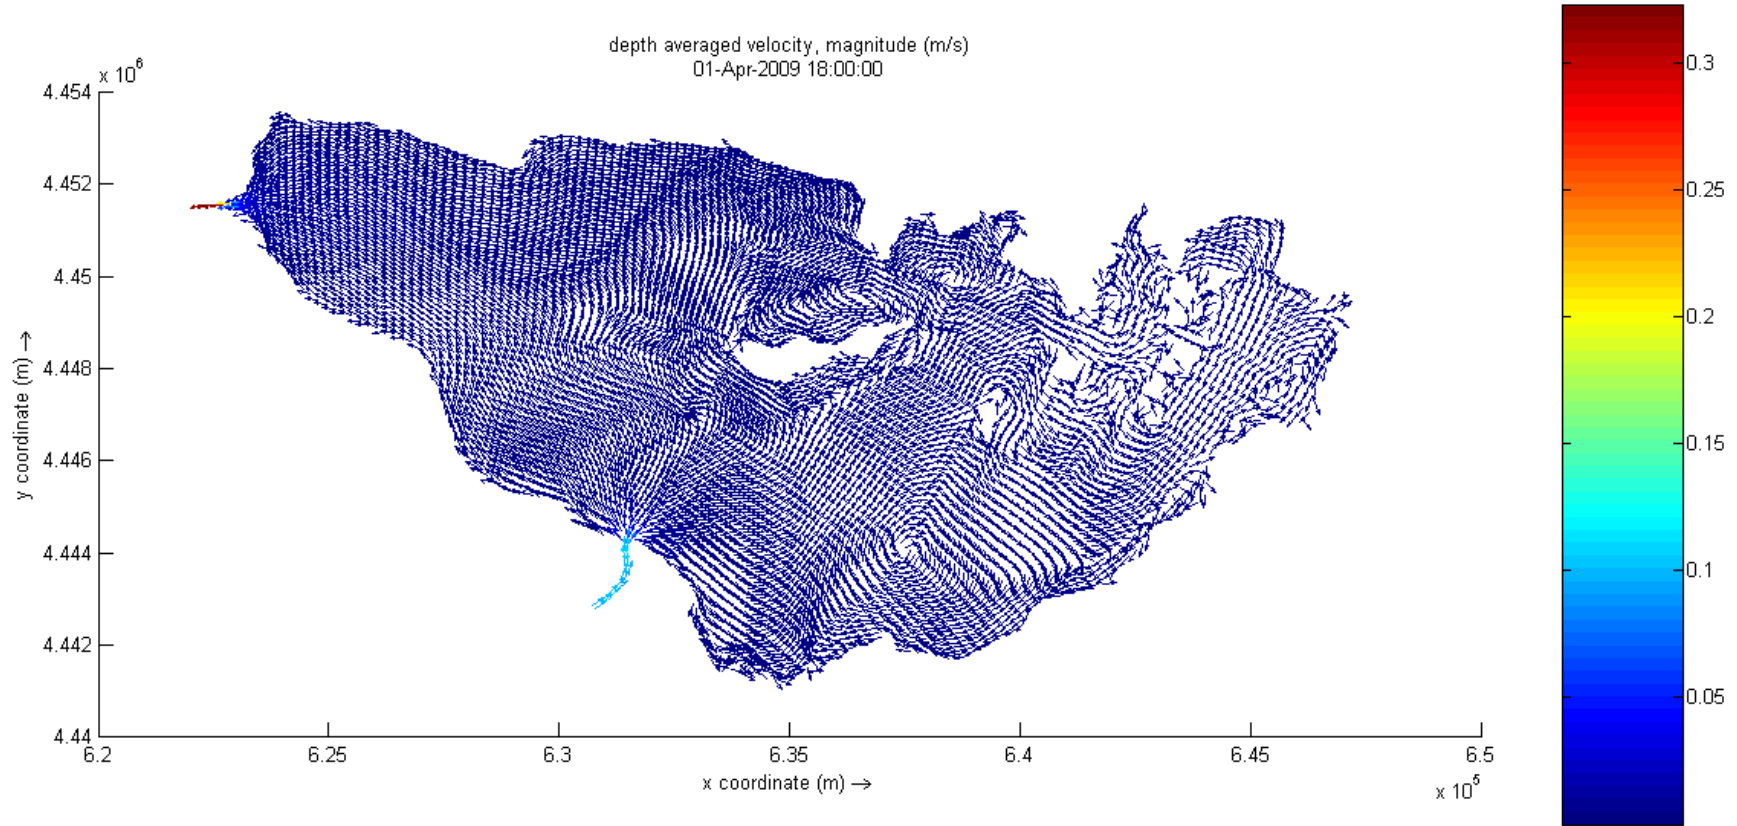 depth averaged velocity, magnitude (m/s)
01-Apr-2009 18:00:00
x 10^6
4.454
4.452
4.45
4.448
4.446
4.444
4.442
4.44
y coordinate (m) →
6.2 6.25 6.3 6.35 6.4 6.45 6.5
x coordinate (m) →
x 10^5
0.3
0.25
0.2
0.15
0.1
0.05